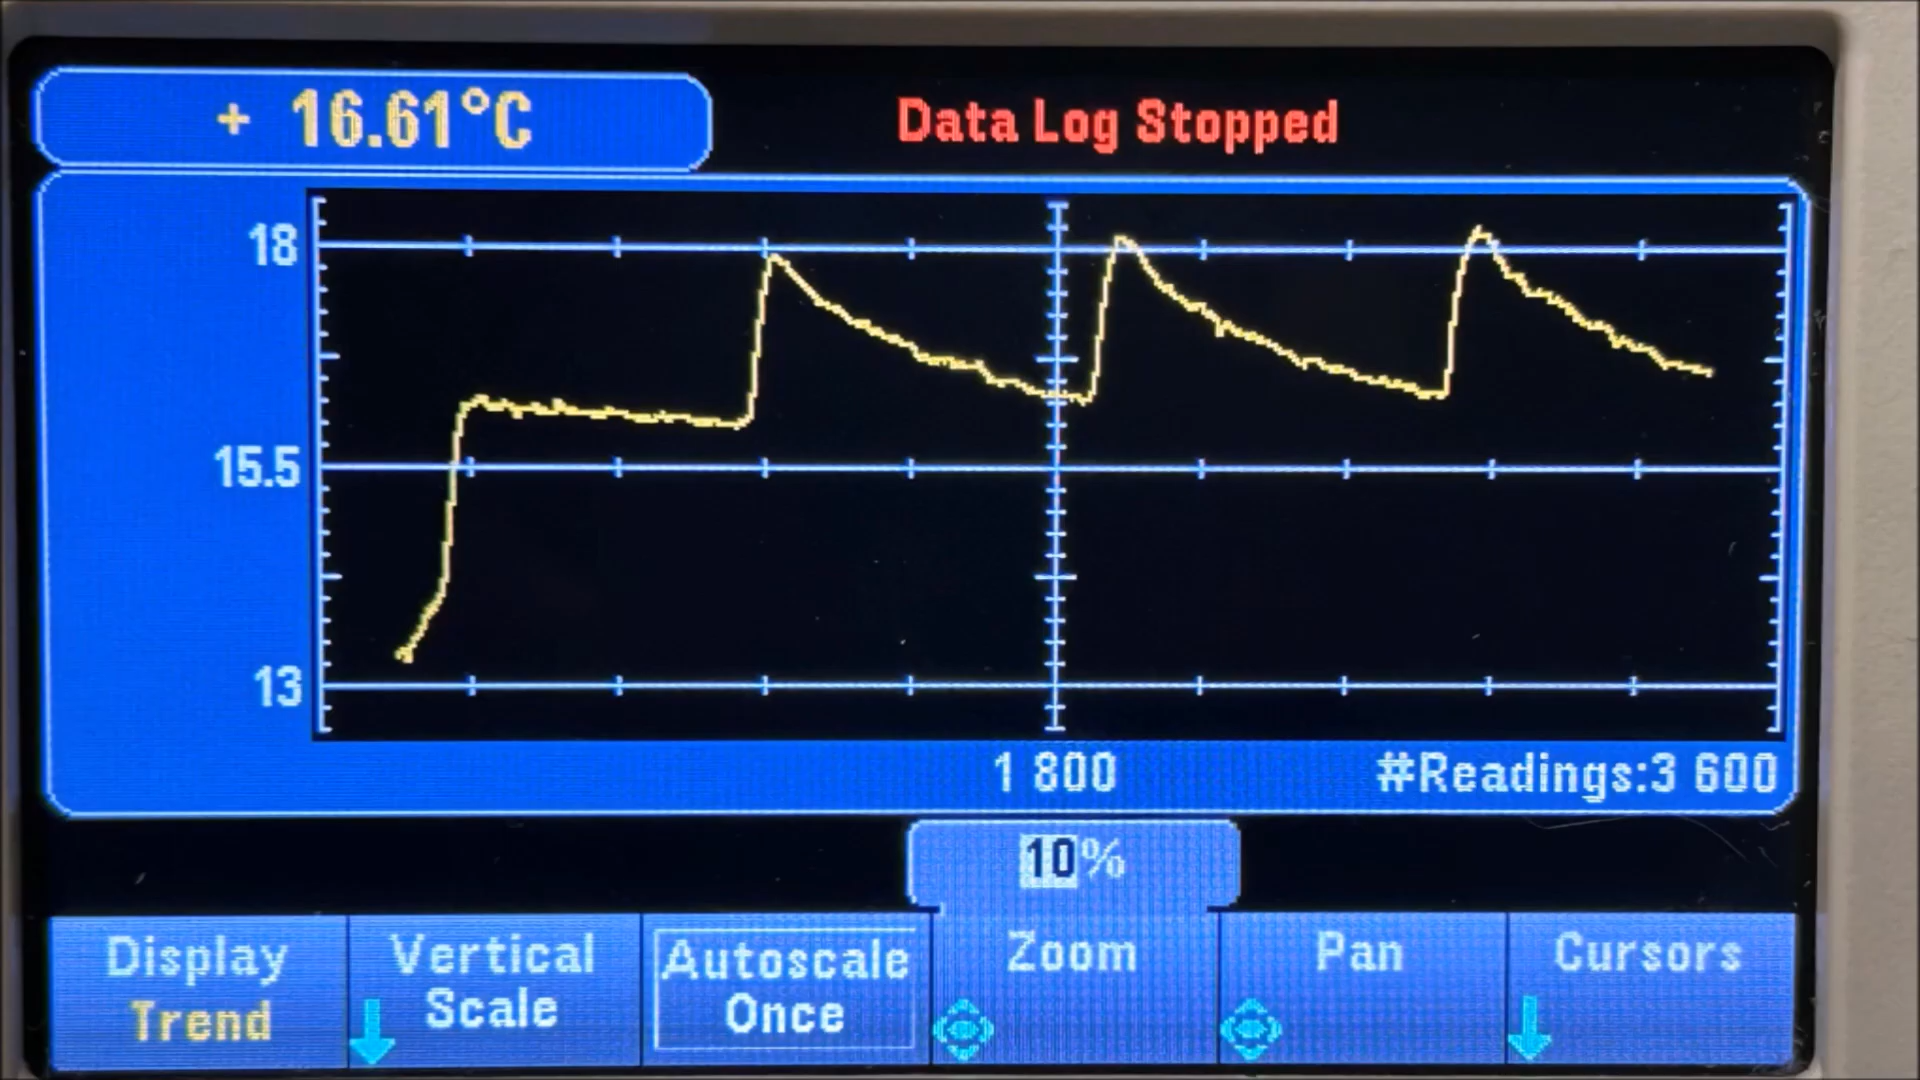 + 16.61°C
Data Log Stopped
18
15.5
13
1 800
#Readings:3 600
10%
Display
Trend
Vertical
Scale
Autoscale
Once
Zoom
Pan
Cursors